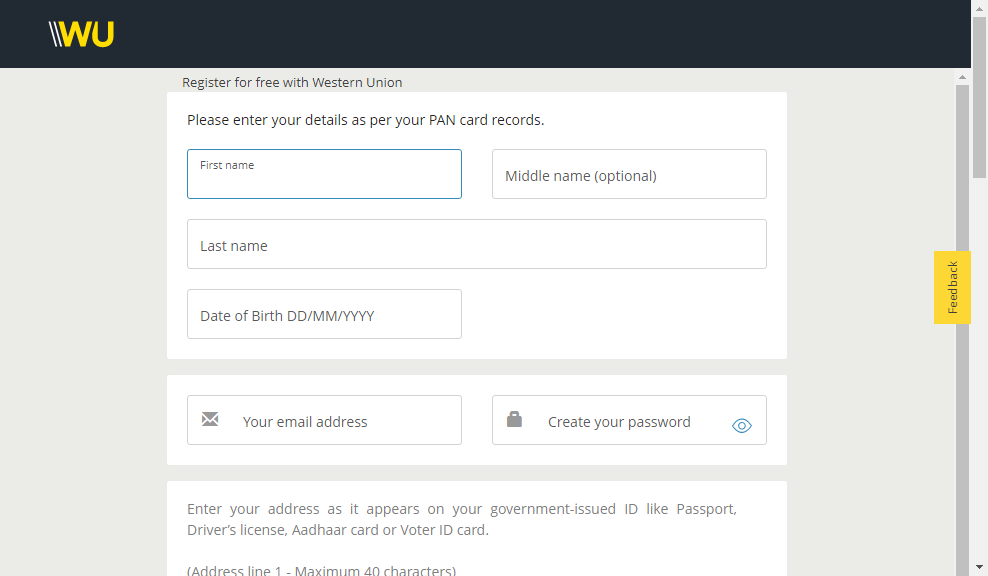 WU
Register for free with Western Union
Please enter your details as per your PAN card records.
First name
Middle name (optional)
Last name
Date of Birth DD/MM/YYYY
Feedback
Your email address
Create your password
Enter your address as it appears on your government-issued ID like Passport,
Driver's license, Aadhaar card or Voter ID card.
(Address line 1 - Maximum 40 characters)